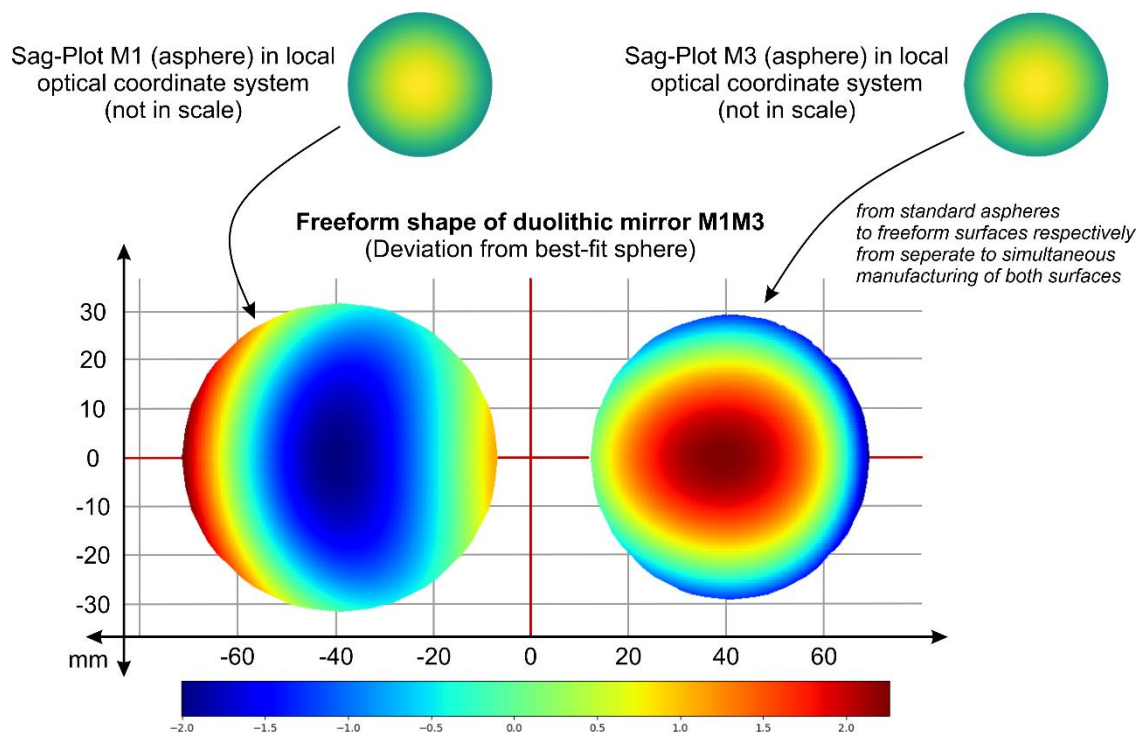 Sag-Plot M1 (asphere) in local
optical coordinate system
(not in scale)
Sag-Plot M3 (asphere) in local
optical coordinate system
(not in scale)
Freeform shape of duolithic mirror M1M3
(Deviation from best-fit sphere)
from standard aspheres
to freeform surfaces respectively
from seperate to simultaneous
manufacturing of both surfaces
30
20
10
0
-10
-20
-30
mm
-60 -40 -20 0 20 40 60
−2.0 −1.5 −1.0 −0.5 0.0 0.5 1.0 1.5 2.0